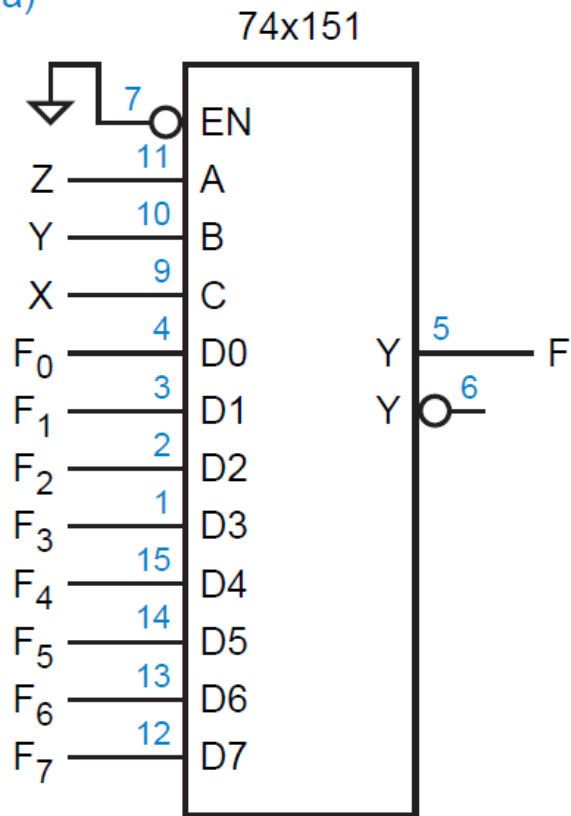 a)
74x151
7 EN
Z 11 A
Y 10 B
X 9 C
F0 4 D0 Y 5 F
F1 3 D1 Y 6
F2 2 D2
F3 1 D3
F4 15 D4
F5 14 D5
F6 13 D6
F7 12 D7